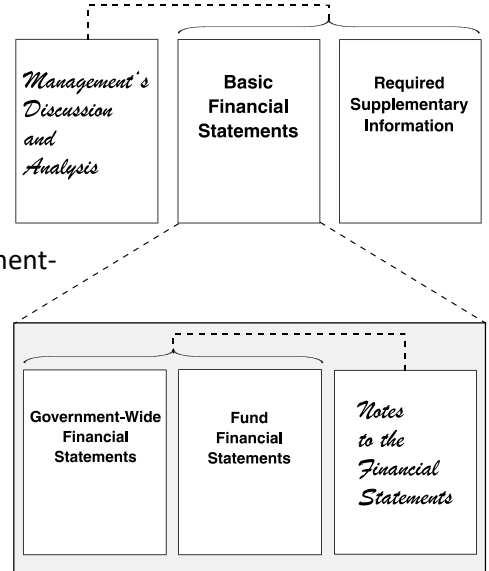 Management's
Discussion
and
Analysis
Basic
Financial
Statements
Required
Supplementary
Information
ment-
Government-Wide
Financial
Statements
Fund
Financial
Statements
Notes
to the
Financial
Statements